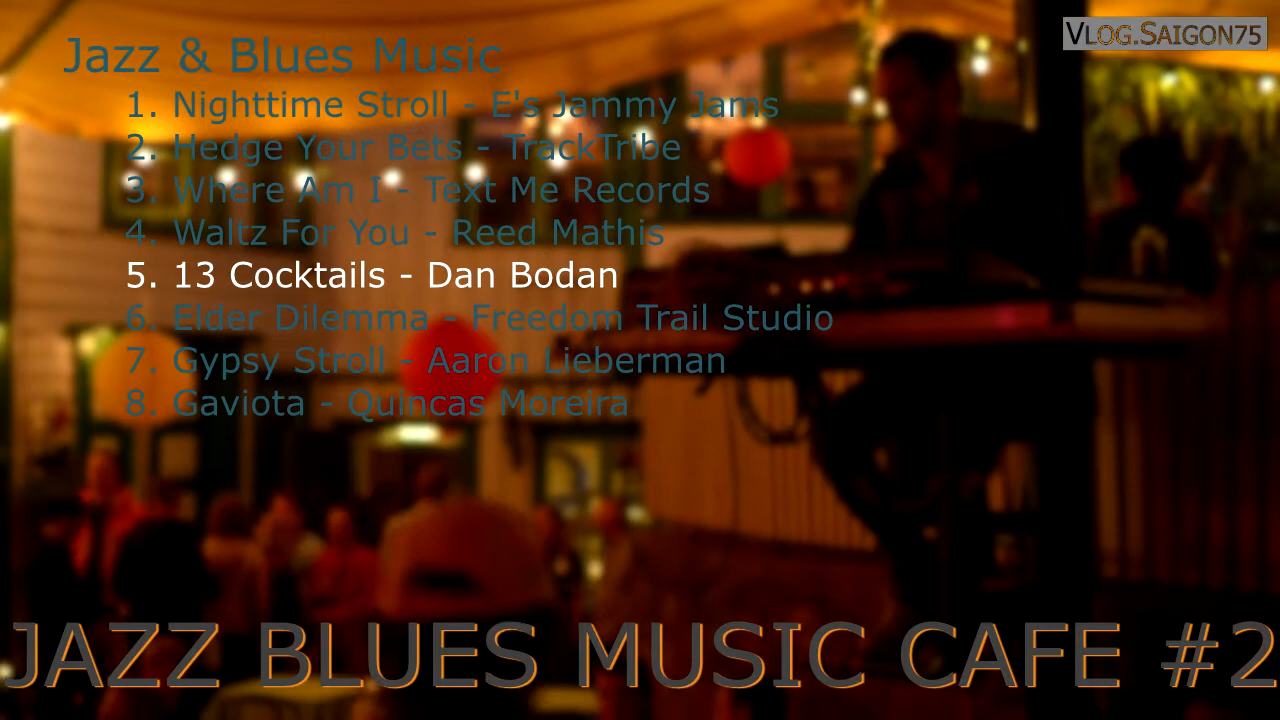 VLOG.SAIGON75
Jazz & Blues Music
1. Nighttime Stroll - E's Jammy Jams
2. Hedge Your Bets - TrackTribe
3. Where Am I - Text Me Records
4. Waltz For You - Reed Mathis
5. 13 Cocktails - Dan Bodan
6. Elder Dilemma - Freedom Trail Studio
7. Gypsy Stroll - Aaron Lieberman
8. Gaviota - Quincas Moreira
JAZZ BLUES MUSIC CAFE #2